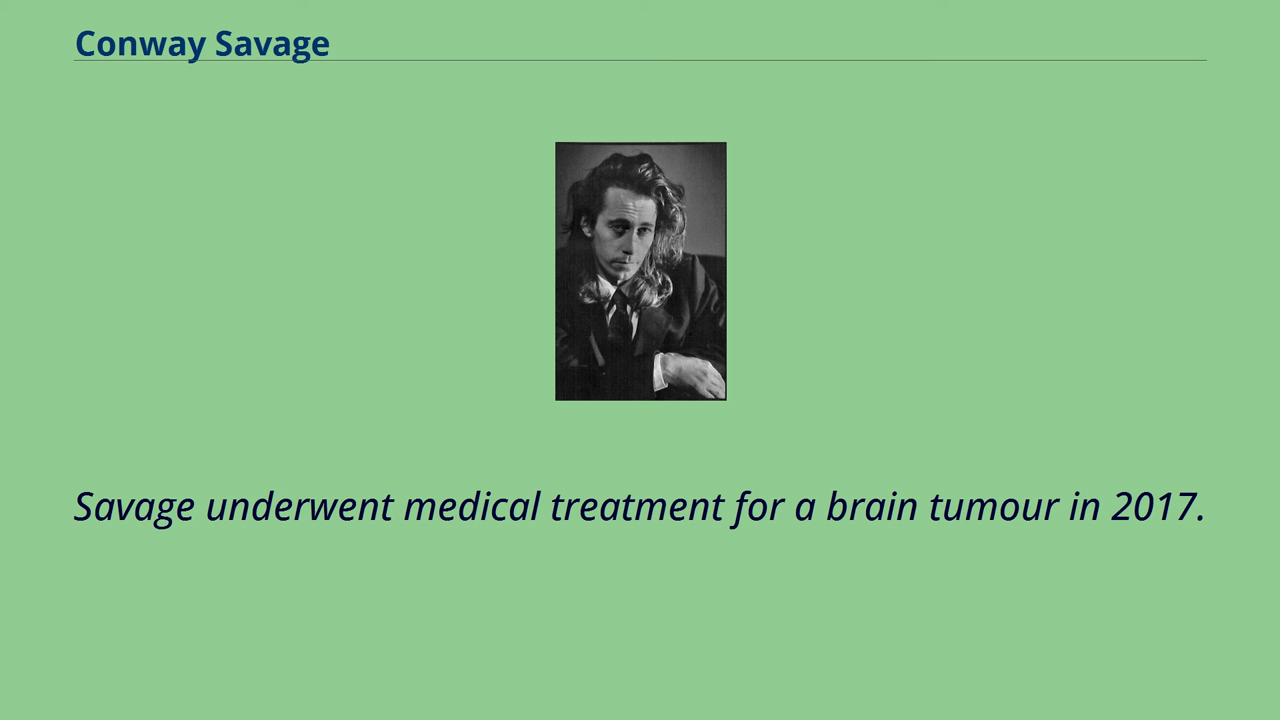 Conway Savage
Savage underwent medical treatment for a brain tumour in 2017.